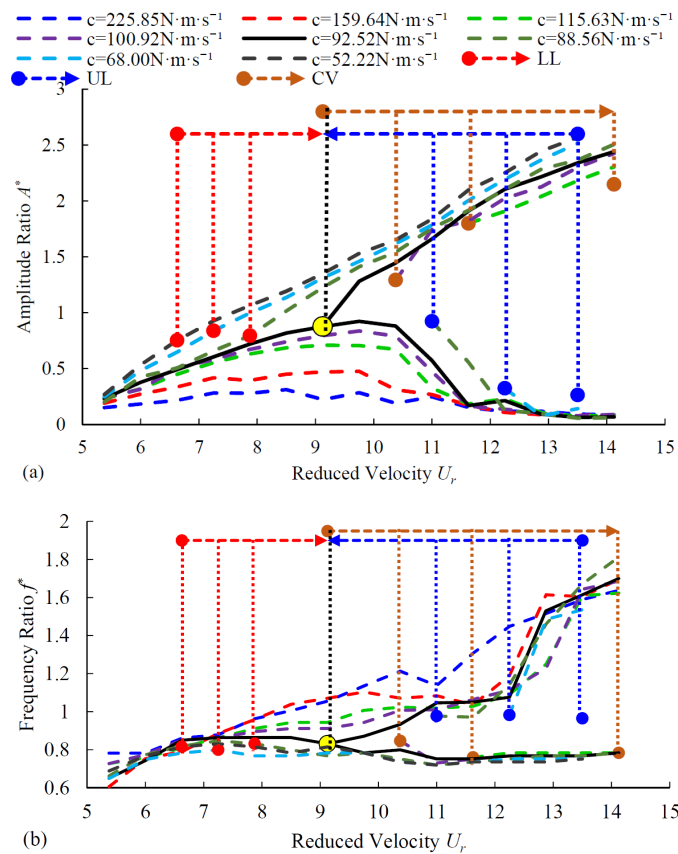 c=225.85N·m·s⁻¹ c=159.64N·m·s⁻¹ c=115.63N·m·s⁻¹
c=100.92N·m·s⁻¹ c=92.52N·m·s⁻¹ c=88.56N·m·s⁻¹
c=68.00N·m·s⁻¹ c=52.22N·m·s⁻¹ LL
UL CV
3
2.5
2
1.5
1
0.5
0
Amplitude Ratio A*
5 6 7 8 9 10 11 12 13 14 15
(a) Reduced Velocity Uᵣ
2
1.8
1.6
1.4
1.2
1
0.8
0.6
Frequency Ratio f*
5 6 7 8 9 10 11 12 13 14 15
(b) Reduced Velocity Uᵣ